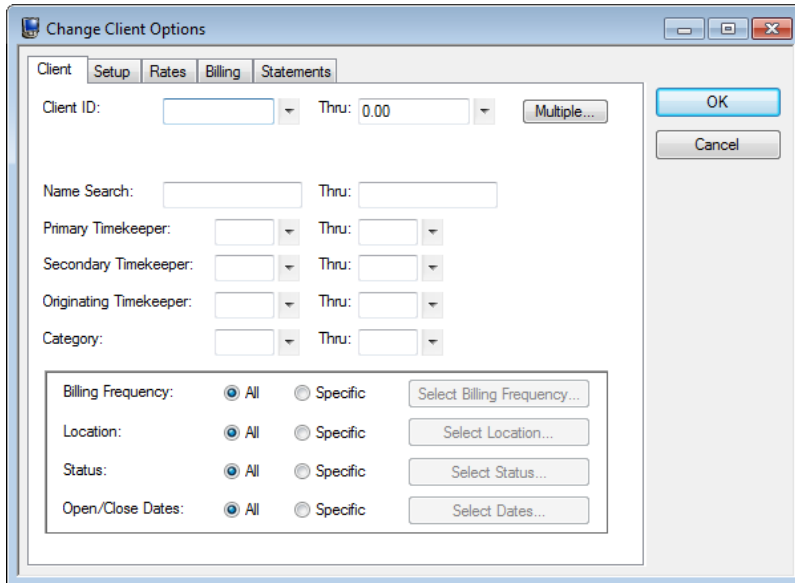 Change Client Options
Client Setup Rates Billing Statements
Client ID: Thru: 0.00 Multiple... OK
Cancel
Name Search: Thru:
Primary Timekeeper: Thru:
Secondary Timekeeper: Thru:
Originating Timekeeper: Thru:
Category: Thru:
Billing Frequency: All Specific Select Billing Frequency...
Location: All Specific Select Location...
Status: All Specific Select Status...
Open/Close Dates: All Specific Select Dates...